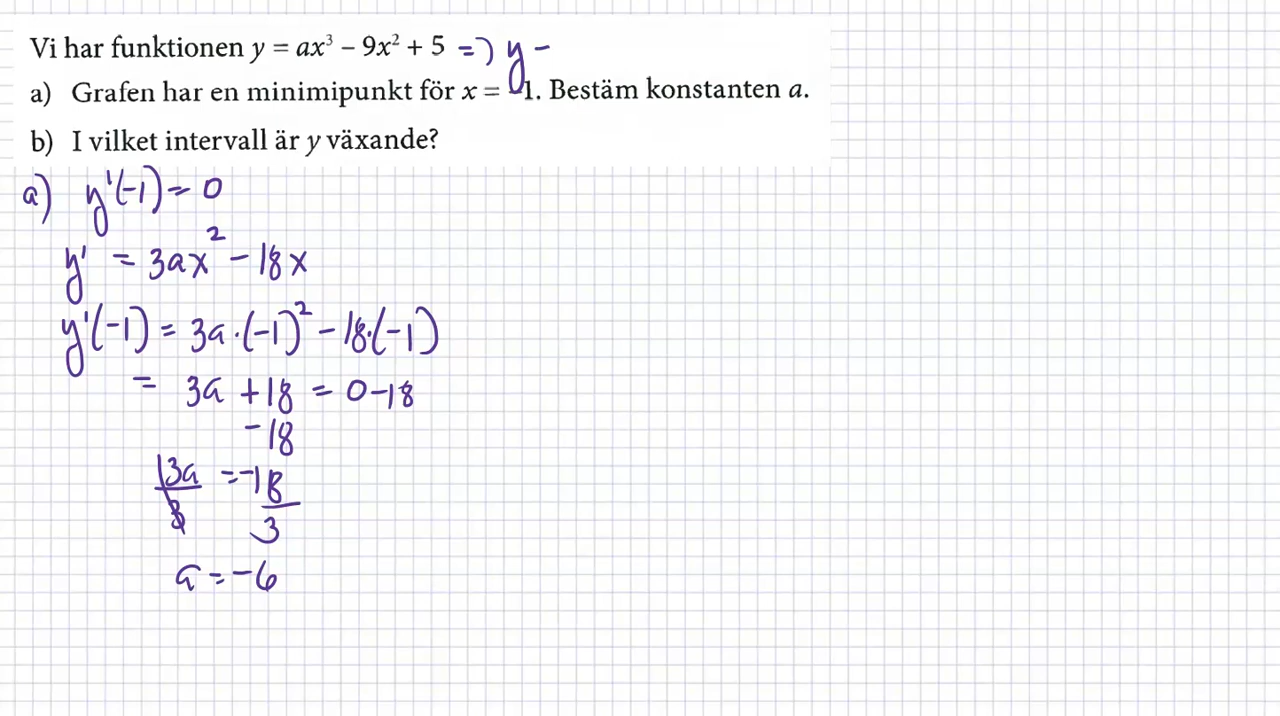 Vi har funktionen y = ax³ – 9x² + 5 => y -
a) Grafen har en minimipunkt för x = -1. Bestäm konstanten a.
b) I vilket intervall är y växande?
a) y'(-1) = 0
y' = 3ax² - 18x
y'(-1) = 3a·(-1)² - 18·(-1)
= 3a + 18 = 0 - 18
- 18
3a = -18
3 3
a = -6